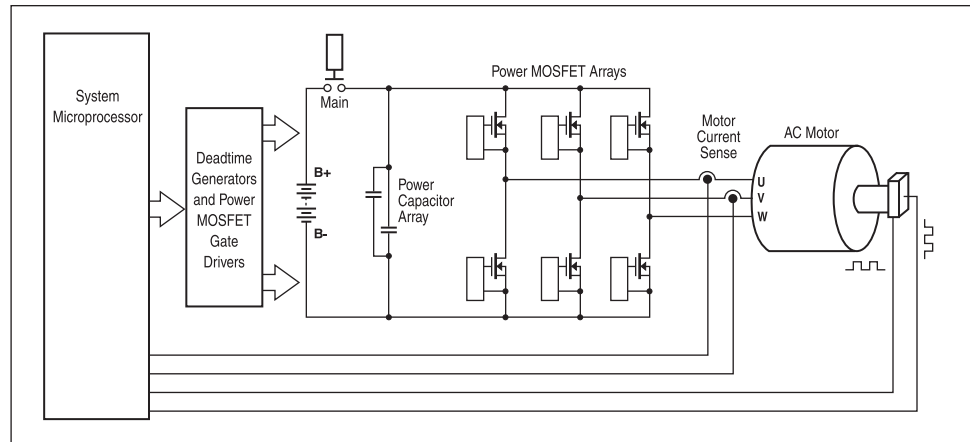 System
Microprocessor
Deadtime
Generators
and Power
MOSFET
Gate
Drivers
Main
B+
B-
Power
Capacitor
Array
Power MOSFET Arrays
Motor
Current
Sense
AC Motor
U
V
W